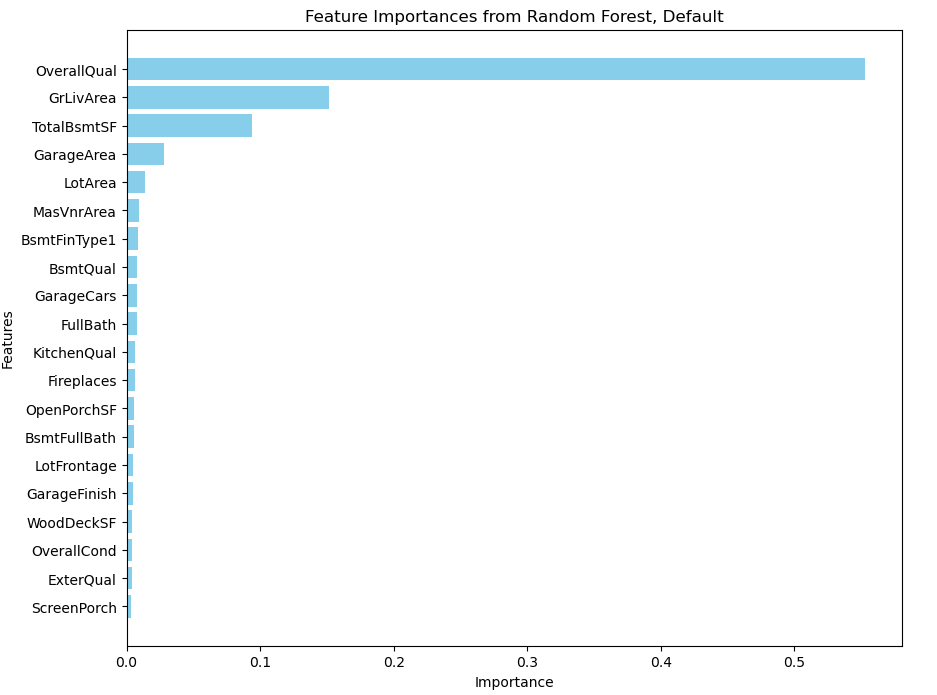 Feature Importances from Random Forest, Default
OverallQual
GrLivArea
TotalBsmtSF
GarageArea
LotArea
MasVnrArea
BsmtFinType1
BsmtQual
GarageCars
FullBath
KitchenQual
Fireplaces
OpenPorchSF
BsmtFullBath
LotFrontage
GarageFinish
WoodDeckSF
OverallCond
ExterQual
ScreenPorch
Features
0.0 0.1 0.2 0.3 0.4 0.5
Importance